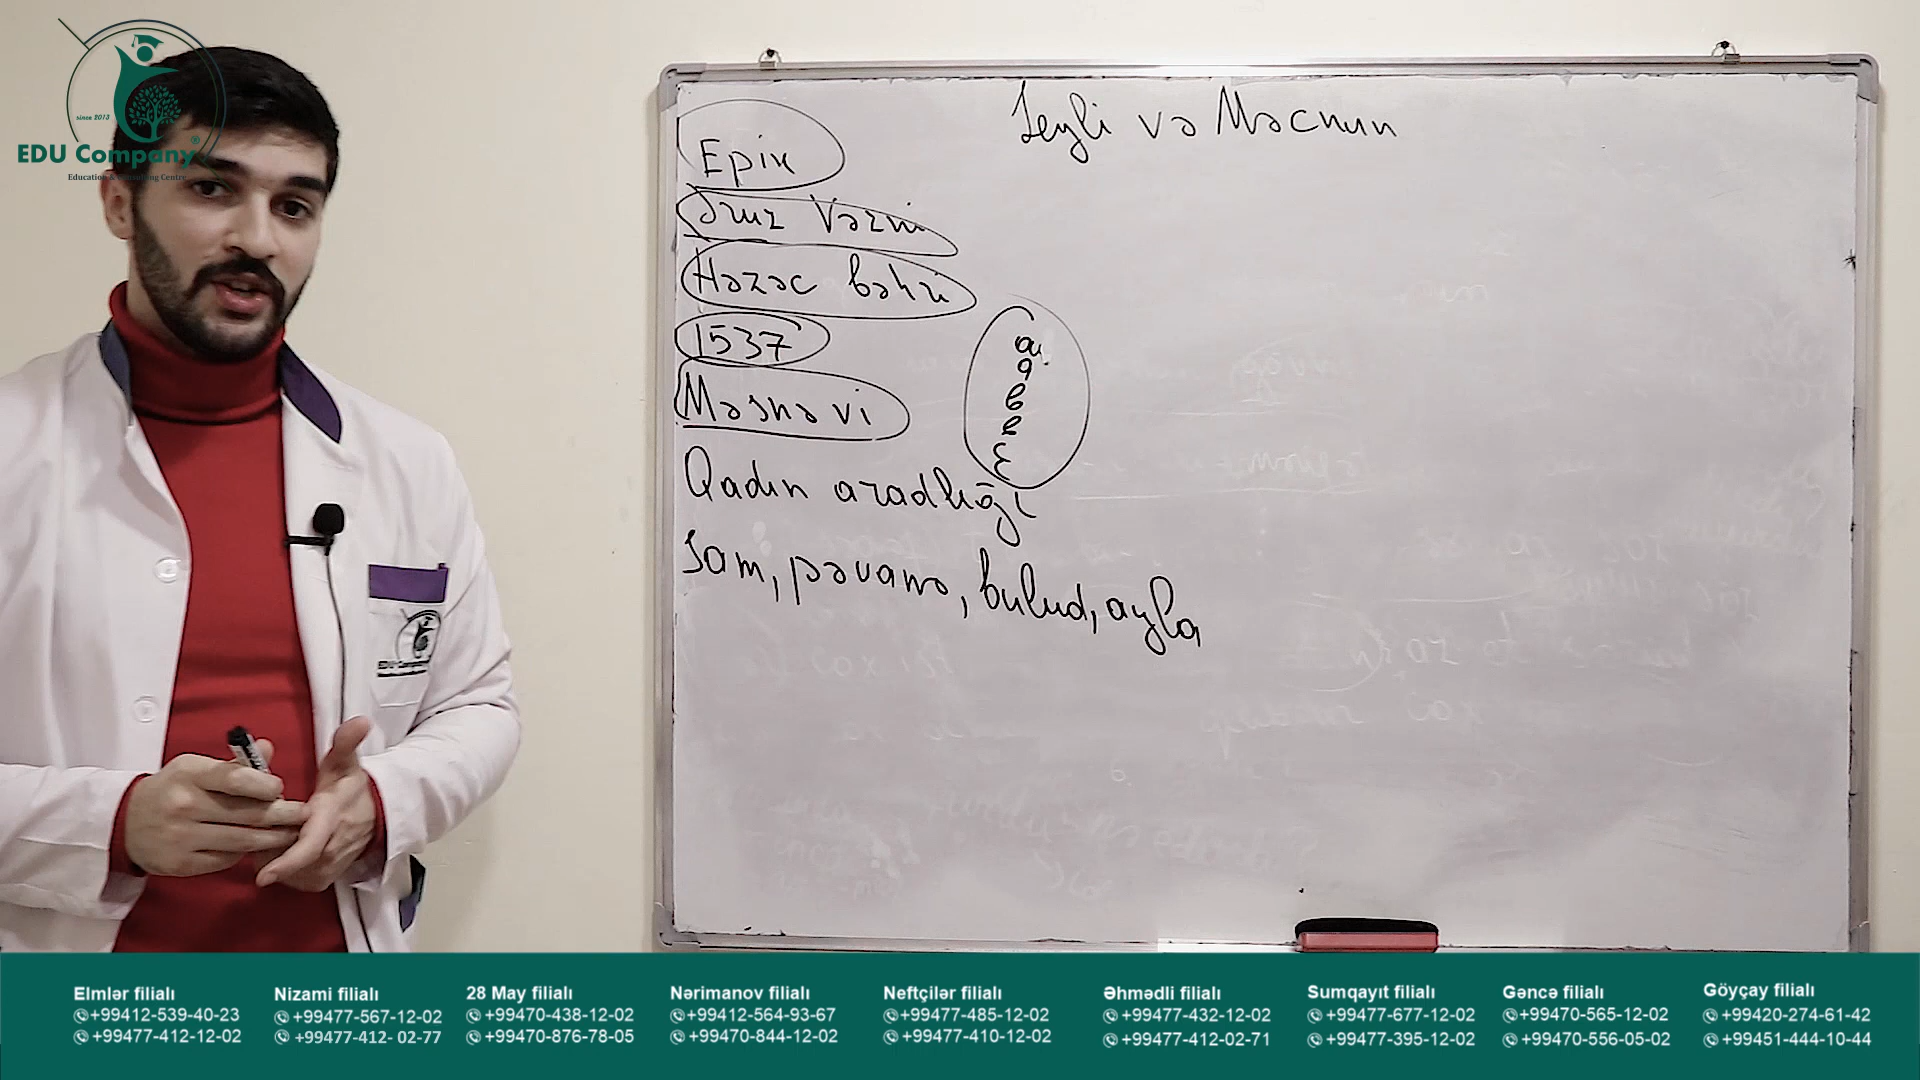 since 2013
EDU Company®
Education & Consulting Centre
Leyli və Məcnun
Epik
Əruz Vəzni
Həzəc bəhri
1537
Məsnəvi
a
a
b
b
Qadın azadlığı
Şam, pəvanə, bulud, ayla
EDU Company
Elmlər filialı
+99412-539-40-23
+99477-412-12-02
Nizami filialı
+99477-567-12-02
+99477-412- 02-77
28 May filialı
+99470-438-12-02
+99470-876-78-05
Nərimanov filialı
+99412-564-93-67
+99470-844-12-02
Neftçilər filialı
+99477-485-12-02
+99477-410-12-02
Əhmədli filialı
+99477-432-12-02
+99477-412-02-71
Sumqayıt filialı
+99477-677-12-02
+99477-395-12-02
Gəncə filialı
+99470-565-12-02
+99470-556-05-02
Göyçay filialı
+99420-274-61-42
+99451-444-10-44